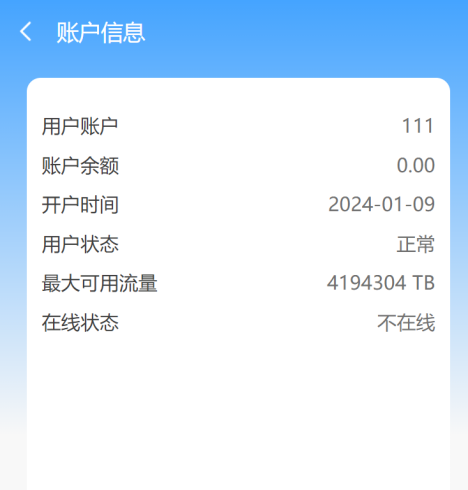 账户信息
用户账户 111
账户余额 0.00
开户时间 2024-01-09
用户状态 正常
最大可用流量 4194304 TB
在线状态 不在线